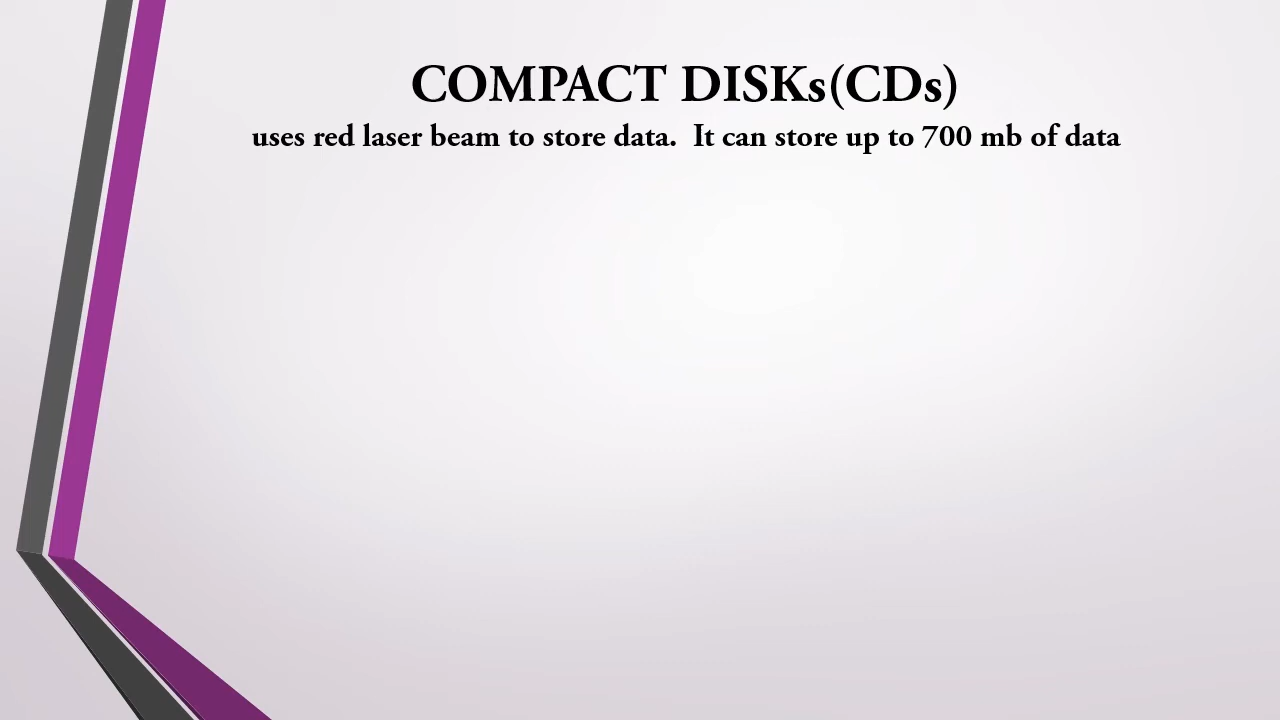 COMPACT DISKs(CDs)
uses red laser beam to store data.  It can store up to 700 mb of data